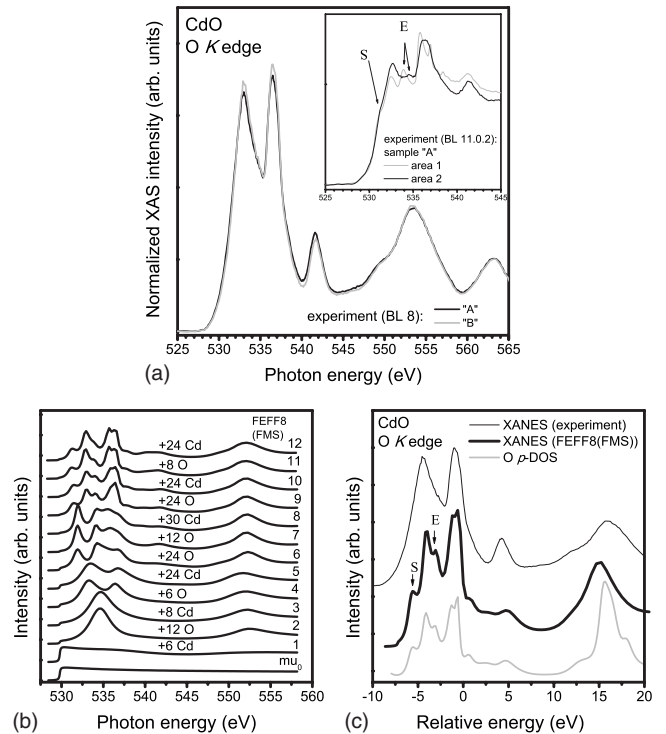 CdO
O K edge
Normalized XAS intensity (arb. units)
S
E
experiment (BL 11.0.2):
sample "A"
area 1
area 2
525 530 535 540 545
experiment (BL 8):
"A"
"B"
525 530 535 540 545 550 555 560 565
Photon energy (eV)
(a)
Intensity (arb. units)
FEFF8
(FMS)
+24 Cd 12
+8 O 11
+24 Cd 10
+24 O 9
+30 Cd 8
+12 O 7
+24 O 6
+24 Cd 5
+6 O 4
+8 Cd 3
+12 O 2
+6 Cd 1
mu0
530 535 540 545 550 555 560
Photon energy (eV)
(b)
CdO
O K edge
XANES (experiment)
XANES (FEFF8(FMS))
O p-DOS
Intensity (arb. units)
E
S
-10 -5 0 5 10 15 20
Relative energy (eV)
(c)